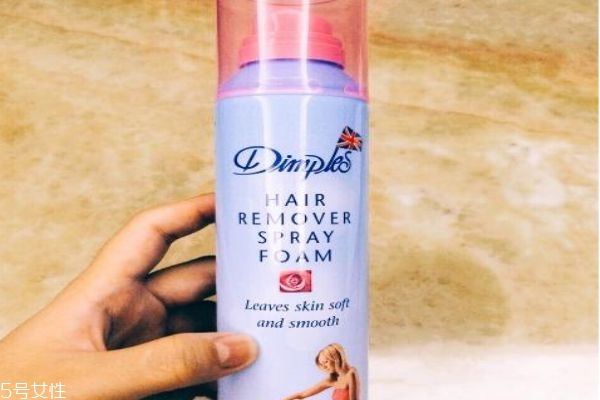 Dimples
HAIR
REMOVER
SPRAY
FOAM
Leaves skin soft
and smooth
5号女性